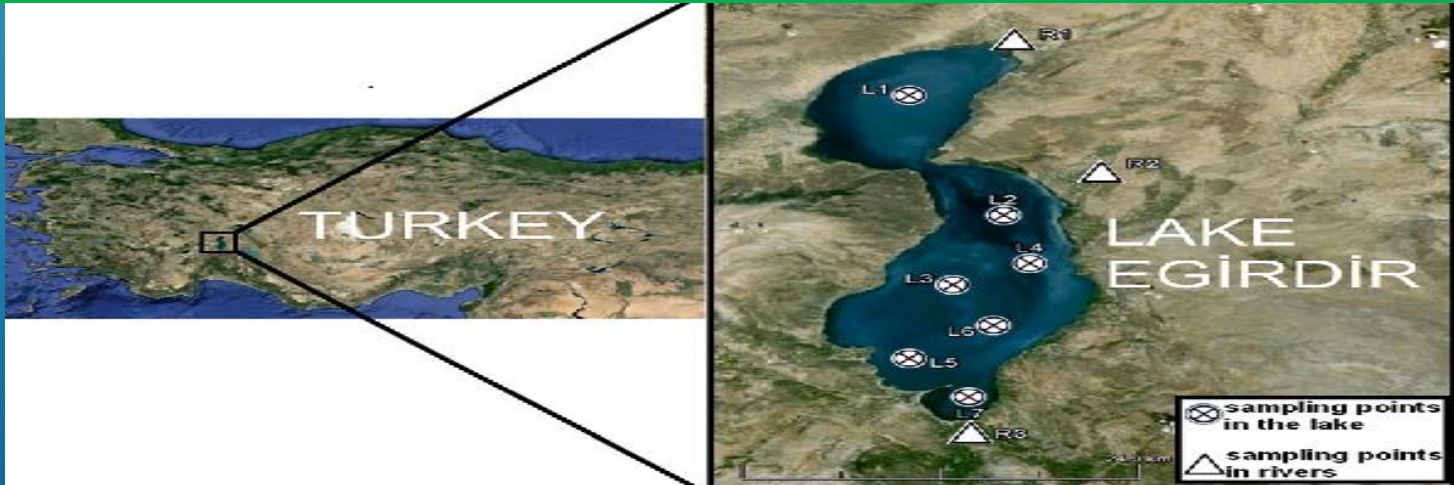 R1
L1
R2
L2
TURKEY
LAKE
EGİRDİR
L4
L3
L6
L5
L7
R3
sampling points
in the lake
sampling points
in rivers